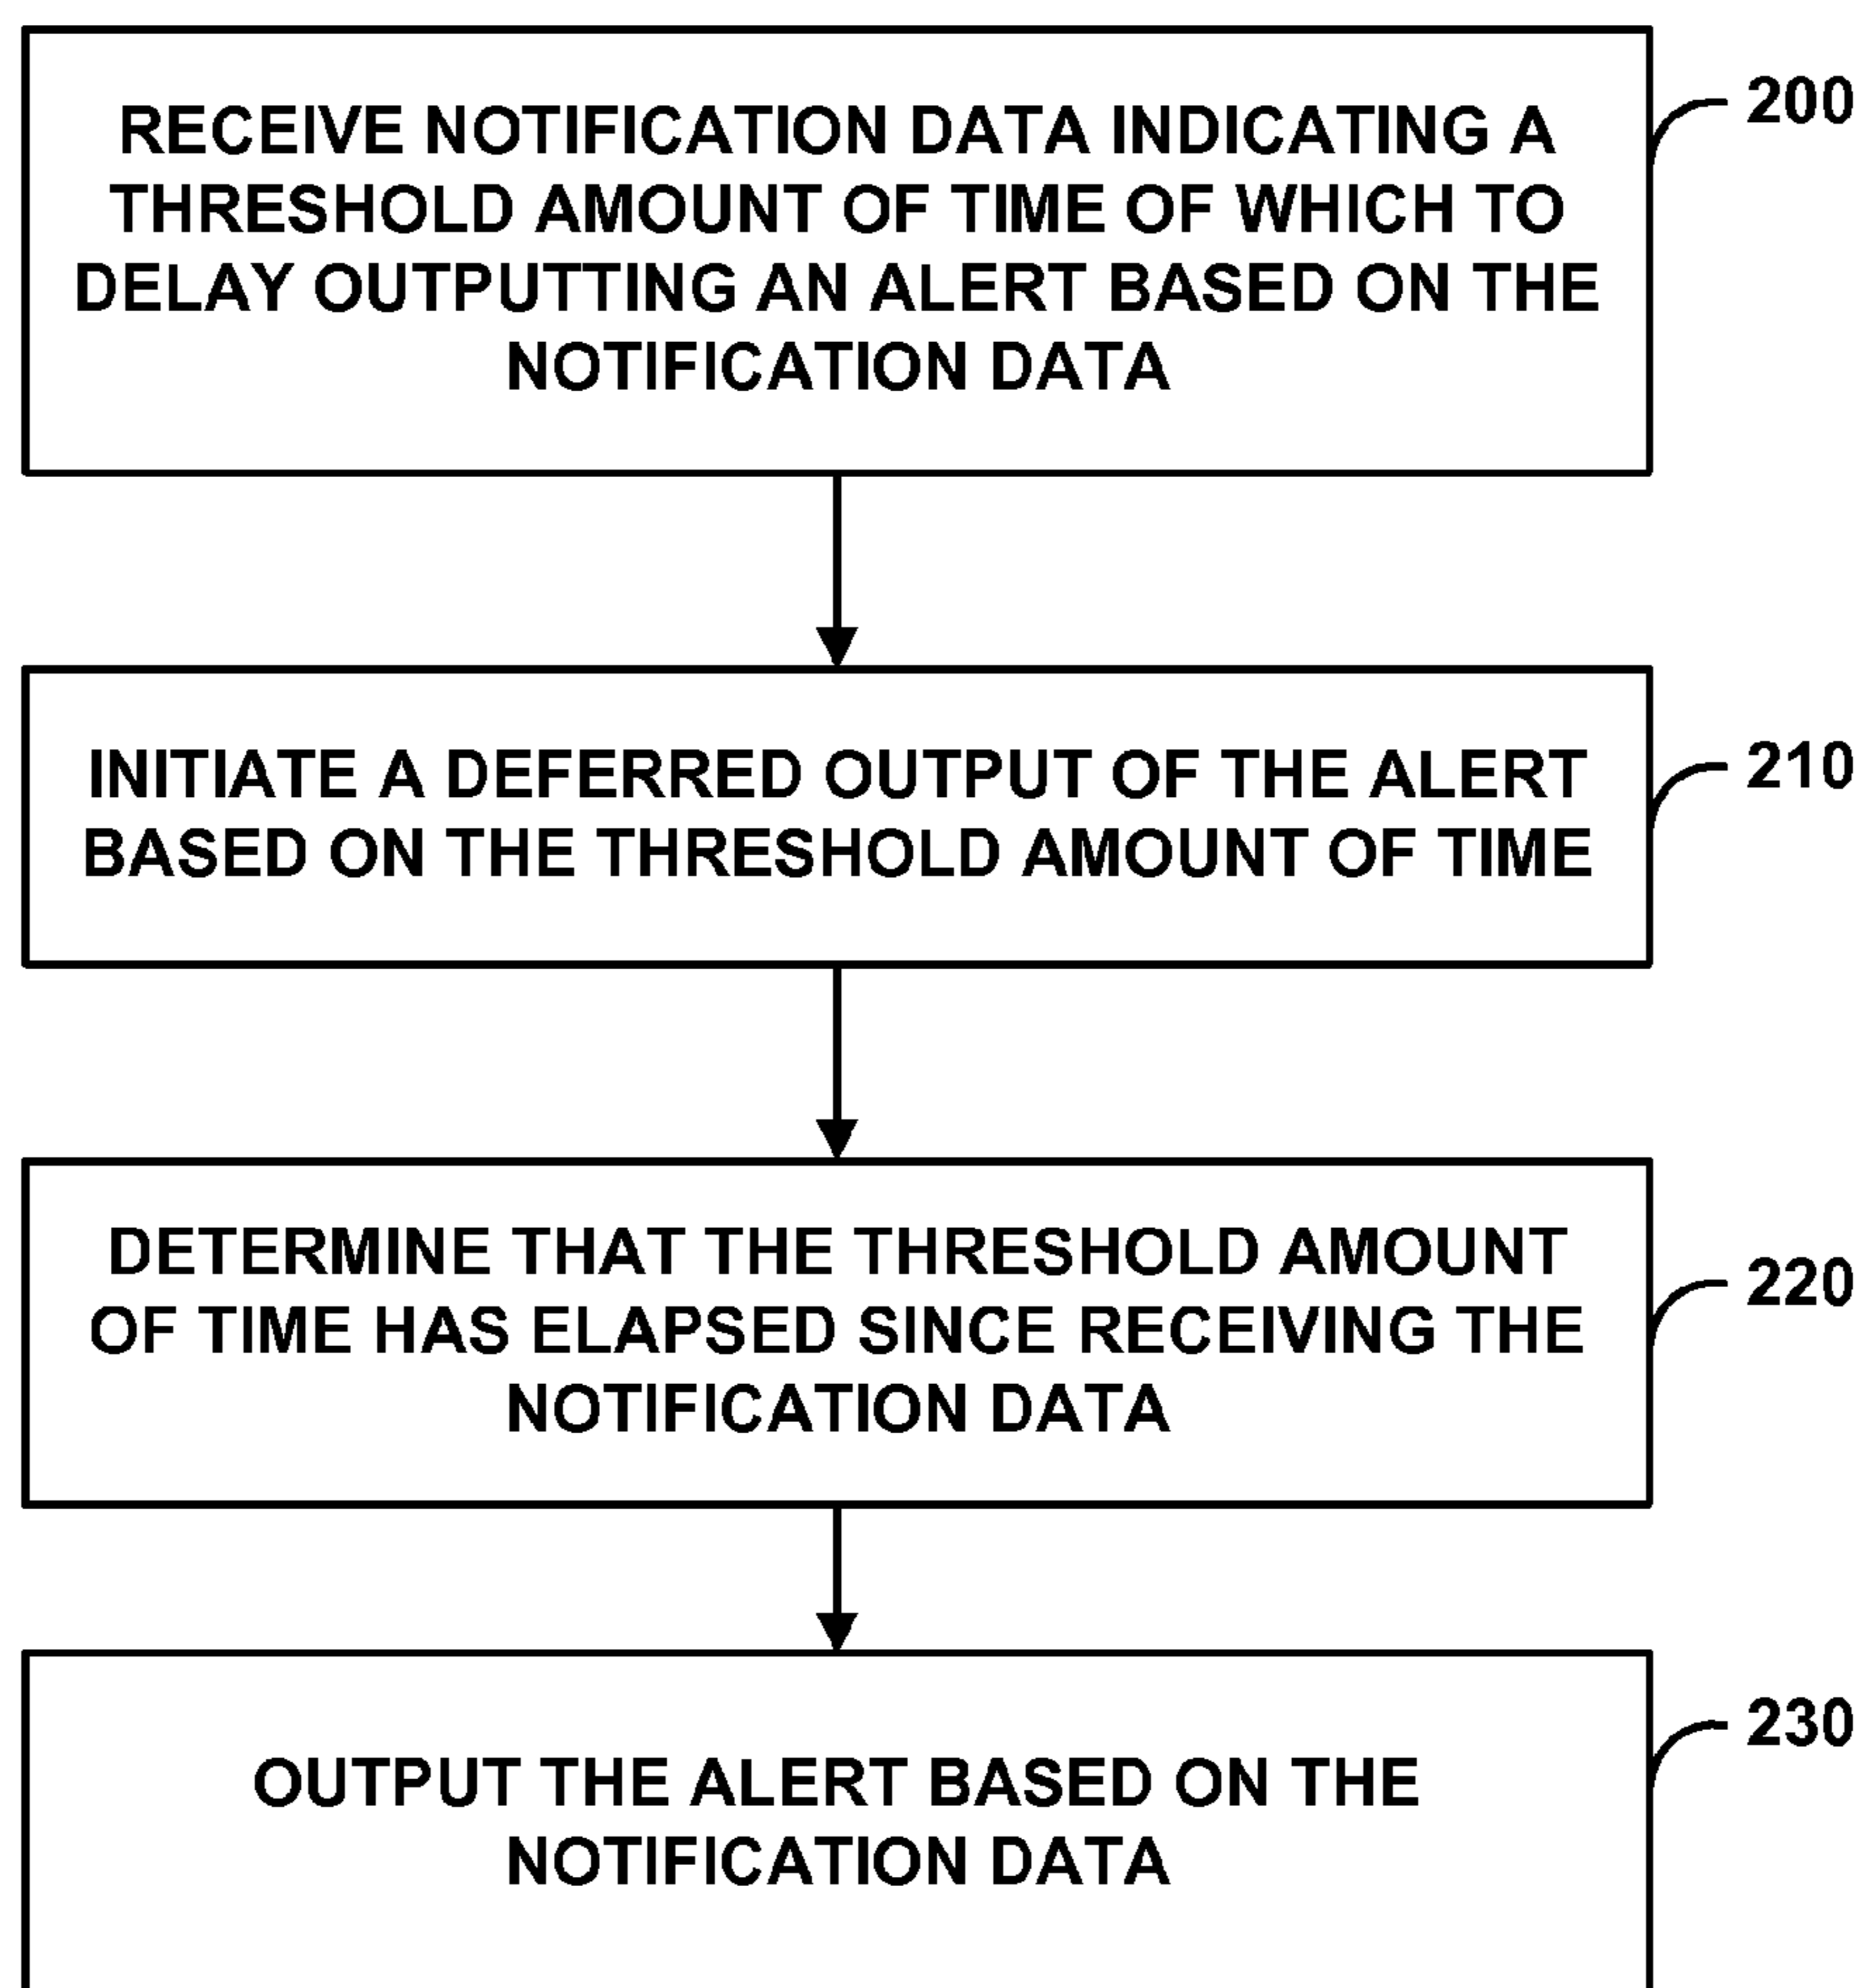 RECEIVE NOTIFICATION DATA INDICATING A
THRESHOLD AMOUNT OF TIME OF WHICH TO
DELAY OUTPUTTING AN ALERT BASED ON THE
NOTIFICATION DATA
200
INITIATE A DEFERRED OUTPUT OF THE ALERT
BASED ON THE THRESHOLD AMOUNT OF TIME
210
DETERMINE THAT THE THRESHOLD AMOUNT
OF TIME HAS ELAPSED SINCE RECEIVING THE
NOTIFICATION DATA
220
OUTPUT THE ALERT BASED ON THE
NOTIFICATION DATA
230